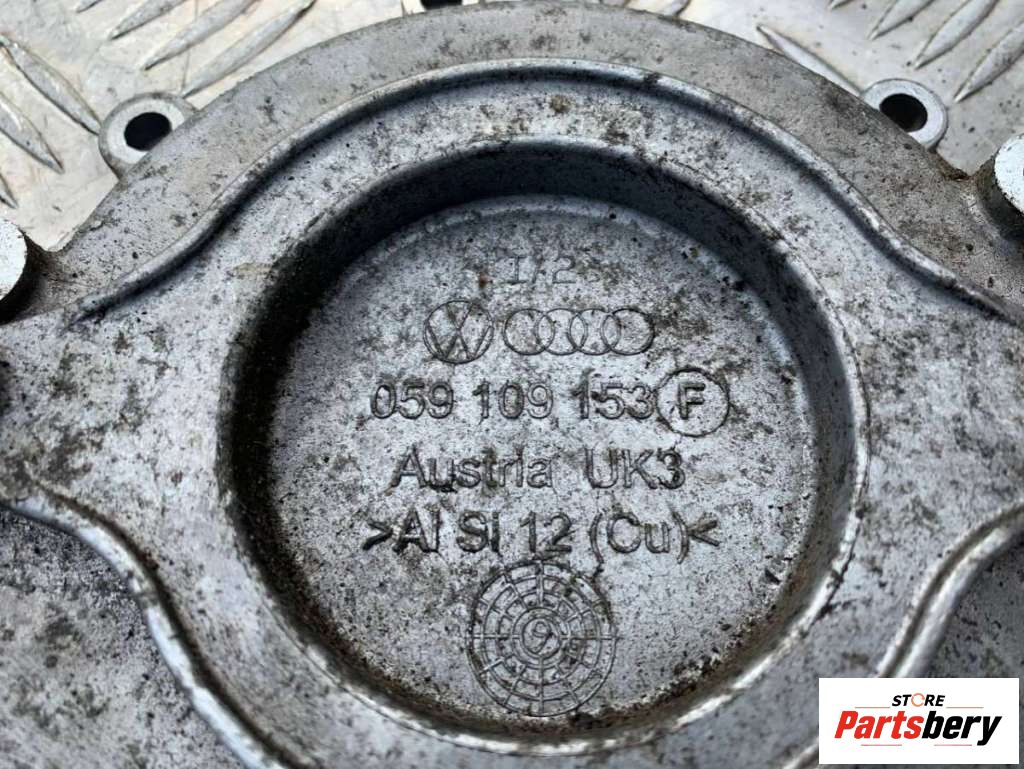 1/2
059 109 153 F
Austria UK3
>Al Si 12 (Cu)<
STORE
Partsbery